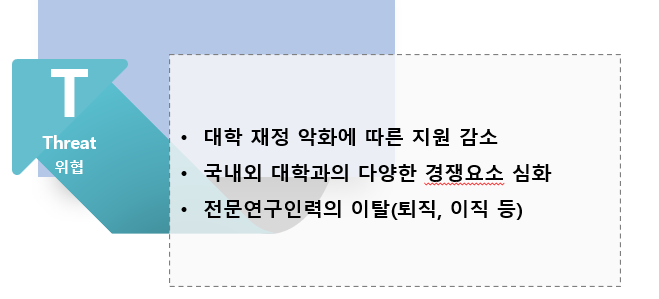 T
Threat
위협
• 대학 재정 악화에 따른 지원 감소
• 국내외 대학과의 다양한 경쟁요소 심화
• 전문연구인력의 이탈(퇴직, 이직 등)